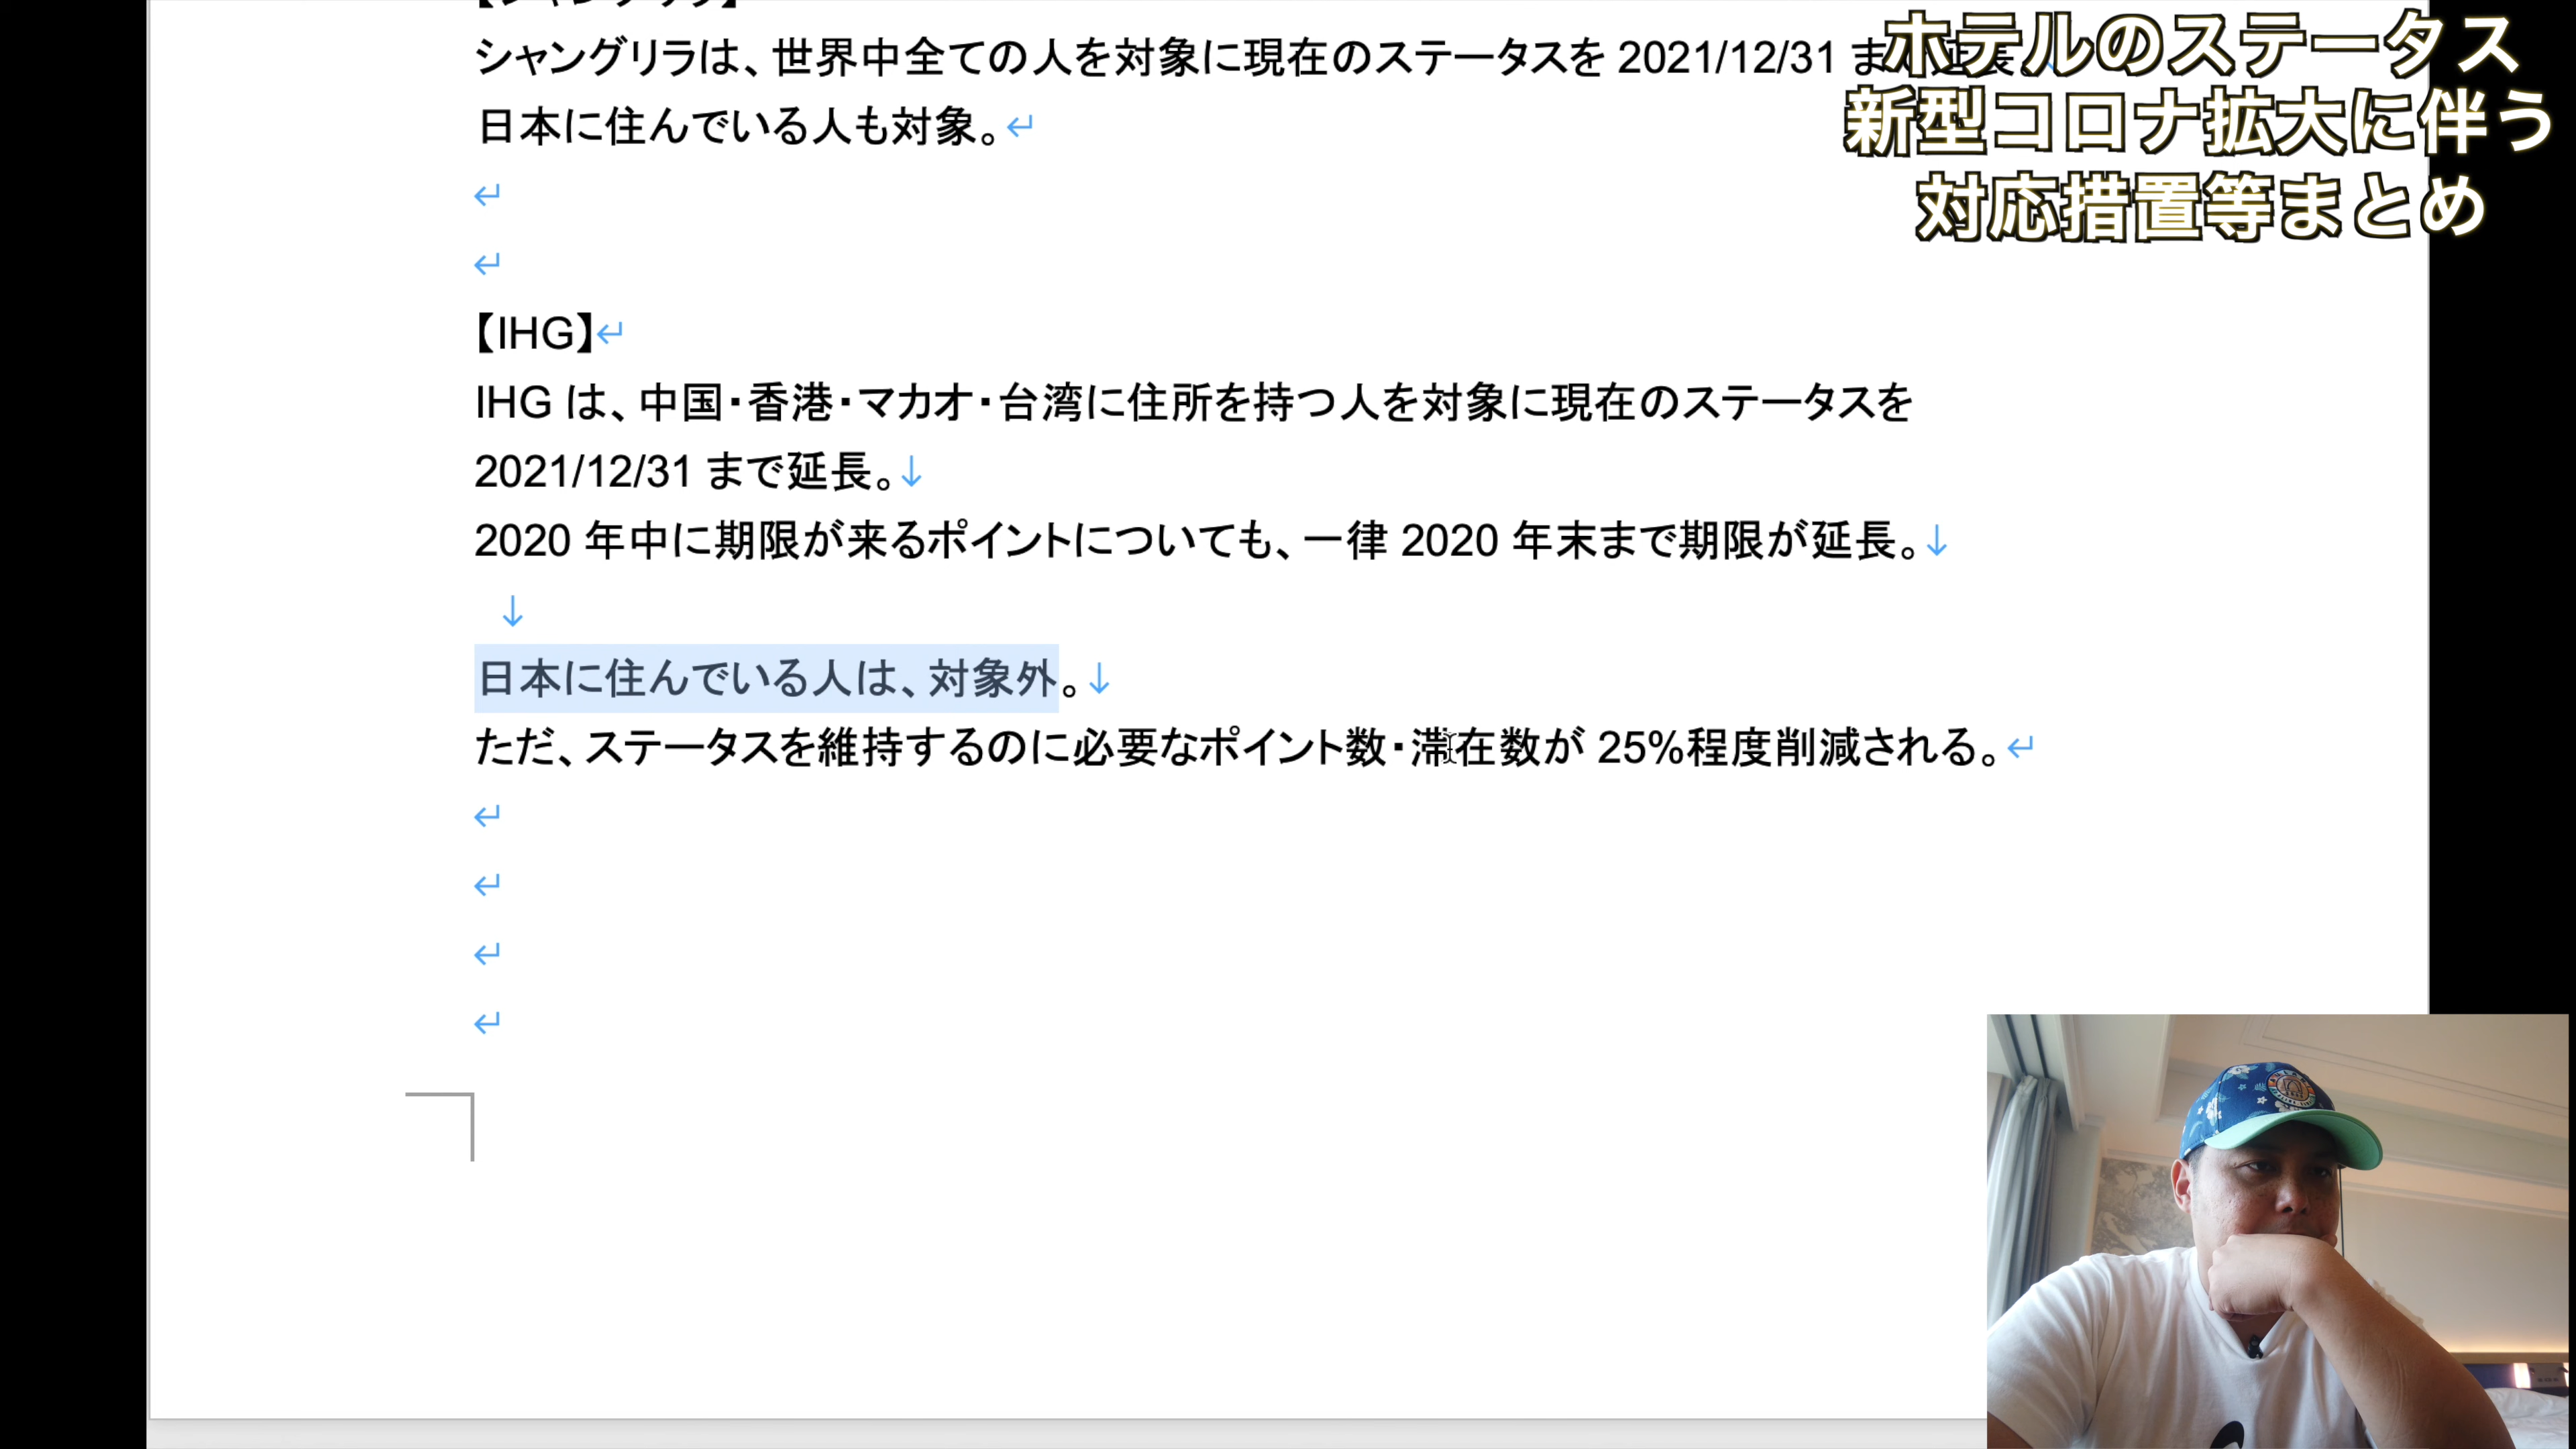 【シャングリラ】
シャングリラは、世界中全ての人を対象に現在のステータスを 2021/12/31 まで延長。
日本に住んでいる人も対象。
ホテルのステータス
新型コロナ拡大に伴う
対応措置等まとめ
【IHG】
IHG は、中国・香港・マカオ・台湾に住所を持つ人を対象に現在のステータスを
2021/12/31 まで延長。
2020 年中に期限が来るポイントについても、一律 2020 年末まで期限が延長。
日本に住んでいる人は、対象外。
ただ、ステータスを維持するのに必要なポイント数・滞在数が 25%程度削減される。